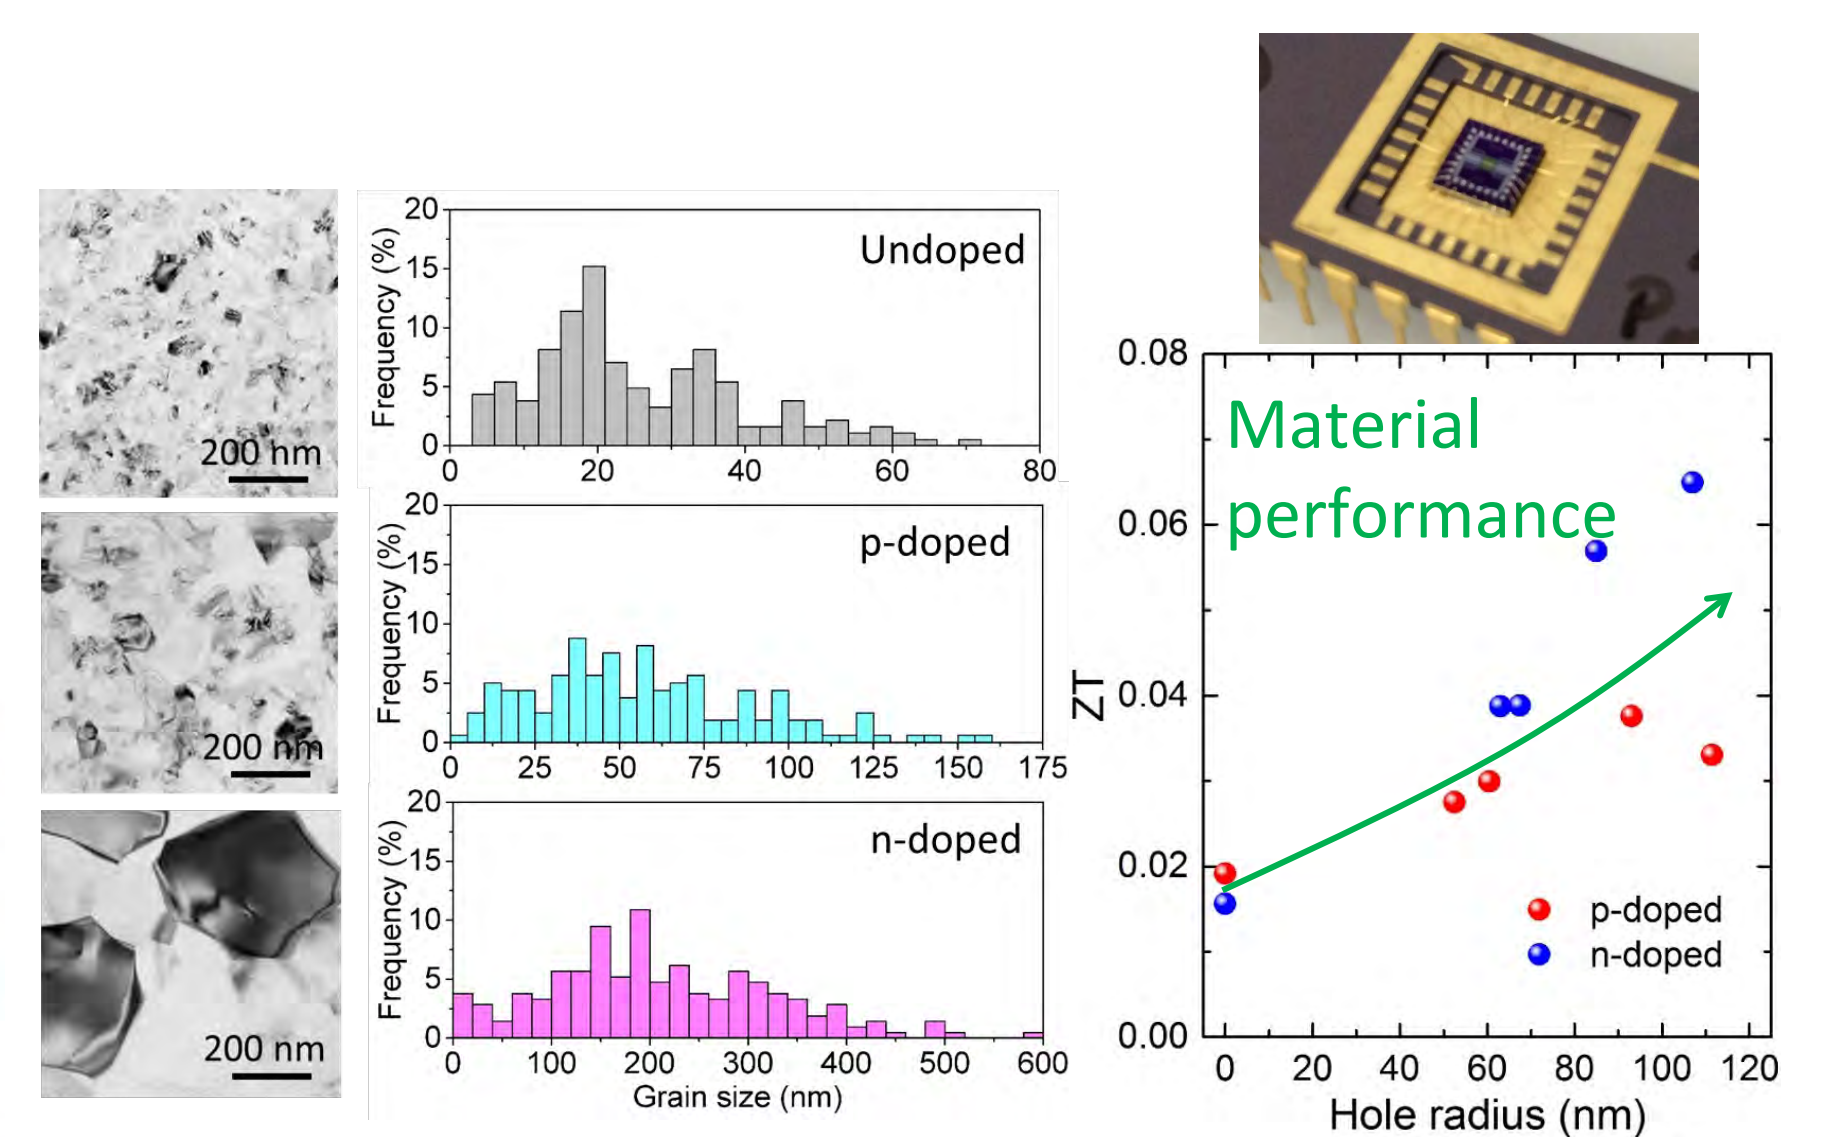 200 nm
200 nm
200 nm
Undoped
Frequency (%)
20
15
10
5
0
0 20 40 60 80
p-doped
Frequency (%)
20
15
10
5
0
0 25 50 75 100 125 150 175
n-doped
Frequency (%)
20
15
10
5
0
0 100 200 300 400 500 600
Grain size (nm)
P
Material
performance
ZT
0.08
0.06
0.04
0.02
0.00
p-doped
n-doped
0 20 40 60 80 100 120
Hole radius (nm)